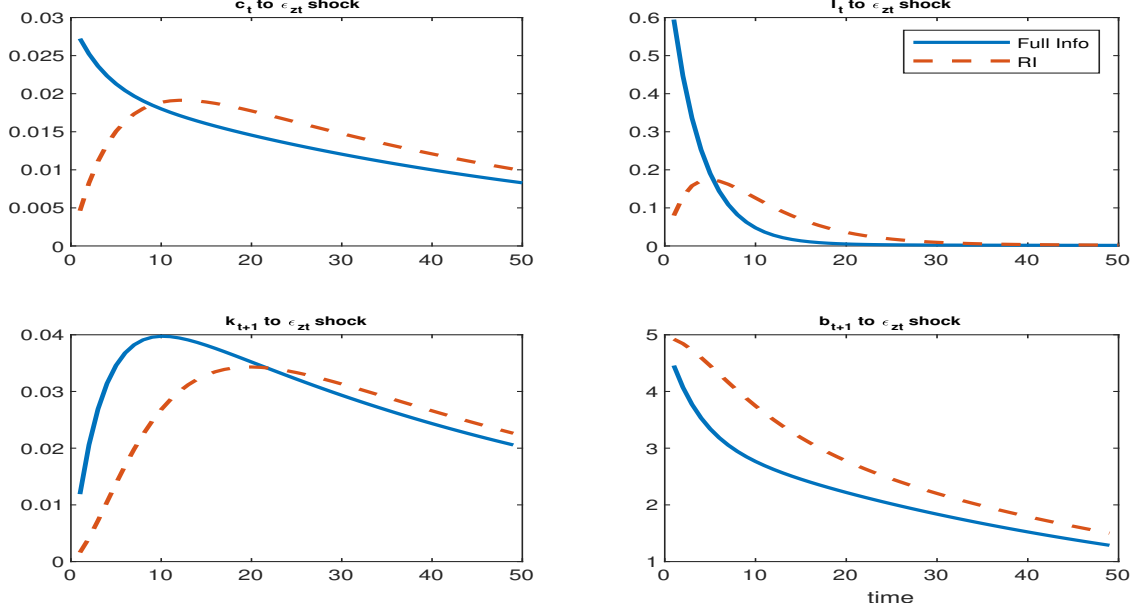 c_t to ϵ_zt shock
0.03
0.025
0.02
0.015
0.01
0.005
0
0 10 20 30 40 50
I_t to ϵ_zt shock
0.6
0.5
0.4
0.3
0.2
0.1
0
0 10 20 30 40 50
Full Info
RI
k_t+1 to ϵ_zt shock
0.04
0.03
0.02
0.01
0
0 10 20 30 40 50
b_t+1 to ϵ_zt shock
5
4
3
2
1
0 10 20 30 40 50
time